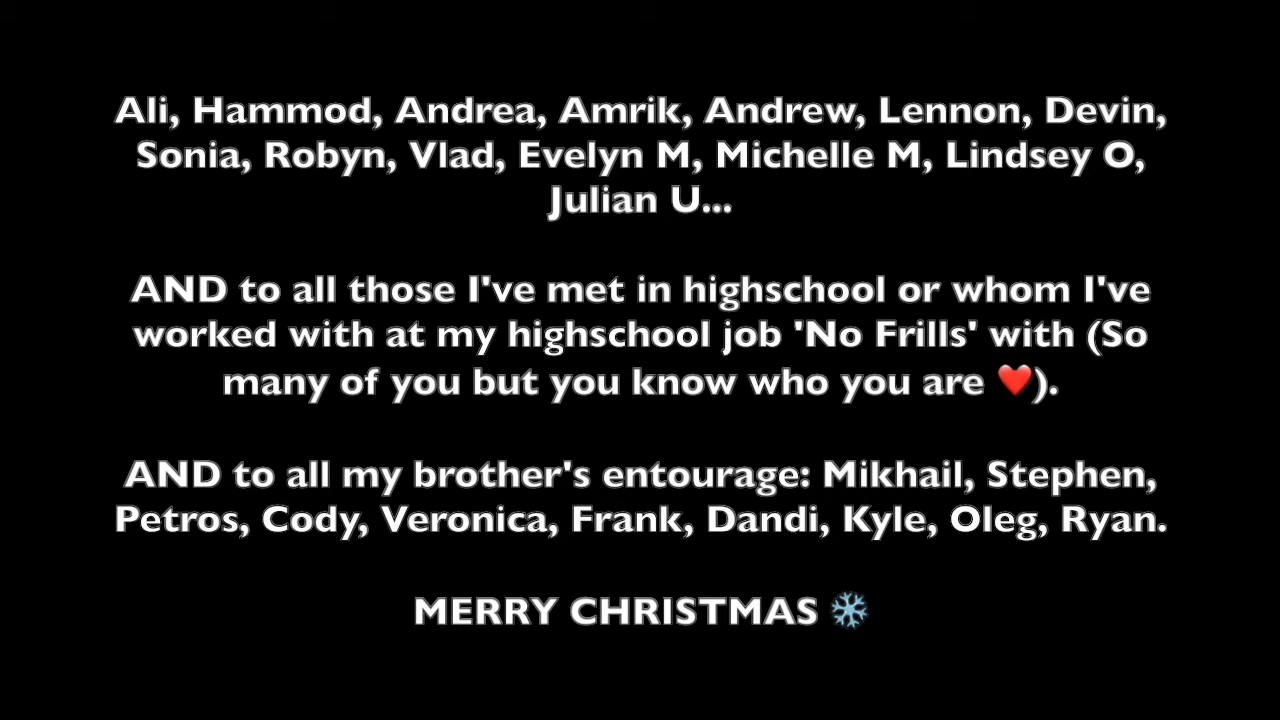 Ali, Hammod, Andrea, Amrik, Andrew, Lennon, Devin,
Sonia, Robyn, Vlad, Evelyn M, Michelle M, Lindsey O,
Julian U...
AND to all those I've met in highschool or whom I've
worked with at my highschool job 'No Frills' with (So
many of you but you know who you are ❤️).
AND to all my brother's entourage: Mikhail, Stephen,
Petros, Cody, Veronica, Frank, Dandi, Kyle, Oleg, Ryan.
MERRY CHRISTMAS ❄️